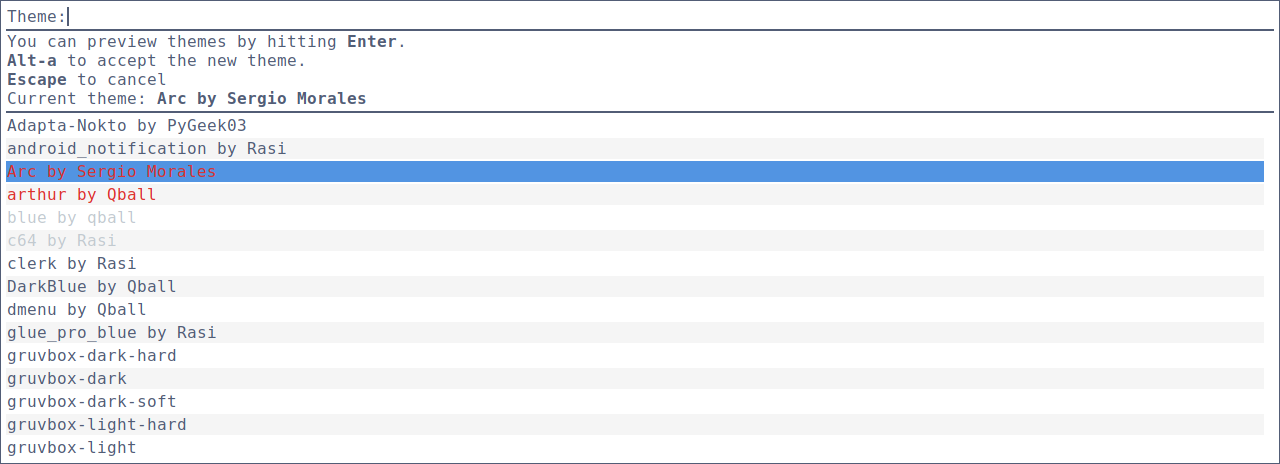 Theme:
You can preview themes by hitting Enter.
Alt-a to accept the new theme.
Escape to cancel
Current theme: Arc by Sergio Morales
Adapta-Nokto by PyGeek03
android_notification by Rasi
Arc by Sergio Morales
arthur by Qball
blue by qball
c64 by Rasi
clerk by Rasi
DarkBlue by Qball
dmenu by Qball
glue_pro_blue by Rasi
gruvbox-dark-hard
gruvbox-dark
gruvbox-dark-soft
gruvbox-light-hard
gruvbox-light